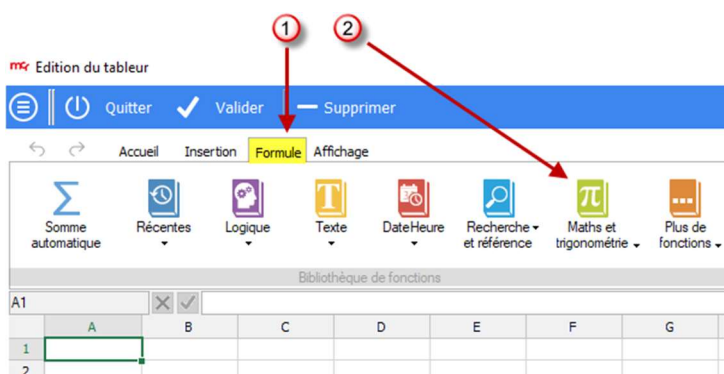 1 2
mcr Edition du tableur
Quitter Valider Supprimer
Accueil Insertion Formule Affichage
Somme automatique
Récentes
Logique
Texte
DateHeure
Recherche et référence
Maths et trigonométrie
Plus de fonctions
Bibliothèque de fonctions
A1
A B C D E F G
1
2